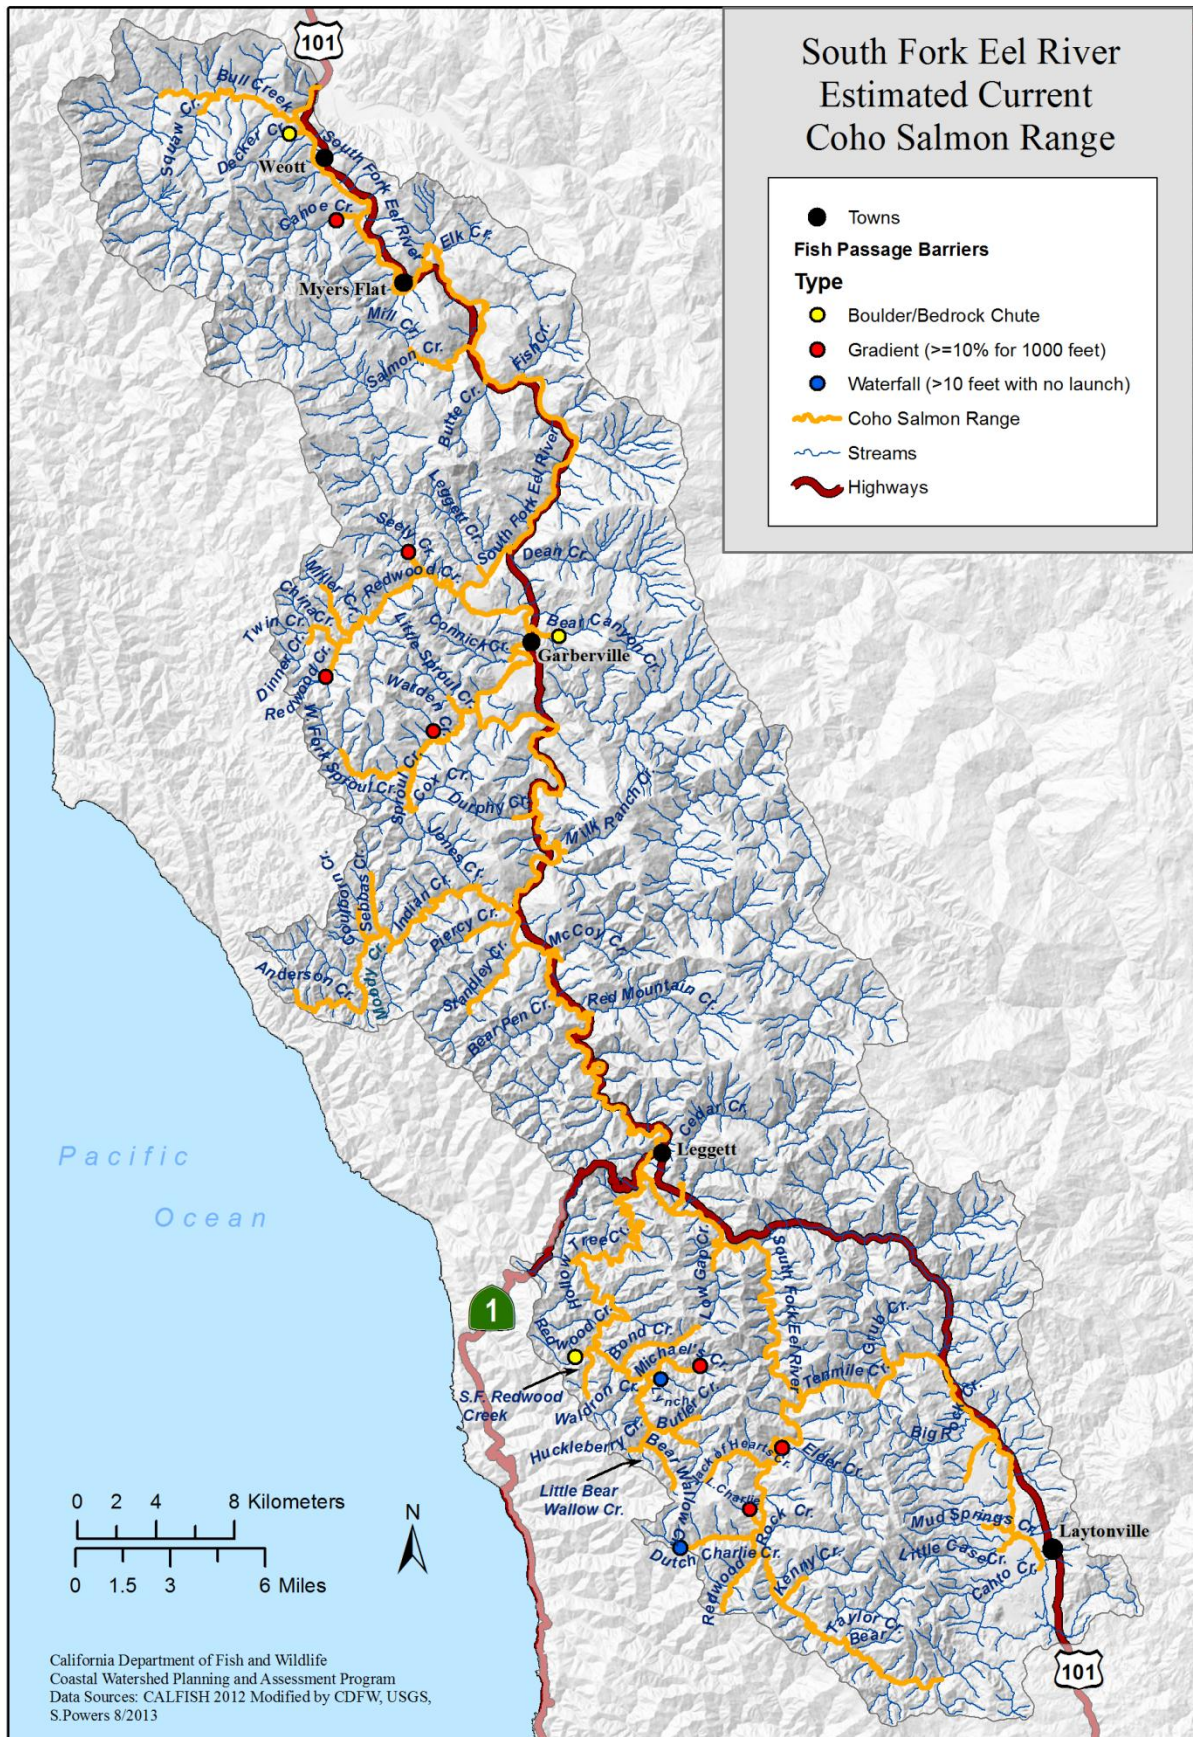 South Fork Eel River
Estimated Current
Coho Salmon Range
Towns
Fish Passage Barriers
Type
Boulder/Bedrock Chute
Gradient (>=10% for 1000 feet)
Waterfall (>10 feet with no launch)
Coho Salmon Range
Streams
Highways
101
Bull Creek
Squaw Cr.
Decker Cr.
Weott
South Fork Eel River
Canoe Cr.
Elk Cr.
Myers Flat
Mill Cr.
Salmon Cr.
Fish Cr.
Butte Cr.
Leggett Cr.
South Fork Eel River
Seely Cr.
Dean Cr.
Redwood Cr.
Miller Cr.
China Cr.
Twin Cr.
Dinner Cr.
Redwood Cr.
Connick Cr.
Bear Canyon Cr.
Garberville
Little Sproul Cr.
Warden Cr.
W. Fork Sproul Cr.
Sproul Cr.
Cox Cr.
Durphy Cr.
Milk Ranch Cr.
Jones Cr.
Coulborn Cr.
Sebbas Cr.
Indian Cr.
Piercy Cr.
McCoy Cr.
Anderson Cr.
Moody Cr.
Standley Cr.
Bear Pen Cr.
Red Mountain Cr.
Cedar Cr.
Leggett
Pacific
Ocean
1
Hollow Tree Cr.
Low Gap Cr.
South Fork Eel River
Redwood Cr.
Bond Cr.
Michael's Cr.
Grub Cr.
Tenmile Cr.
S.F. Redwood
Creek
Waldron Cr.
Lynch
Butler Cr.
Huckleberry Cr.
Bear Wallow Cr.
Jack of Hearts Cr.
Elder Cr.
Big Rock Cr.
Little Bear
Wallow Cr.
L. Charlie
Rock Cr.
Mud Springs Cr.
Laytonville
Little Case Cr.
Cahto Cr.
Dutch Charlie Cr.
Redwood
Kenny Cr.
Taylor Cr.
Bear
101
0 2 4 8 Kilometers
N
0 1.5 3 6 Miles
California Department of Fish and Wildlife
Coastal Watershed Planning and Assessment Program
Data Sources: CALFISH 2012 Modified by CDFW, USGS,
S.Powers 8/2013